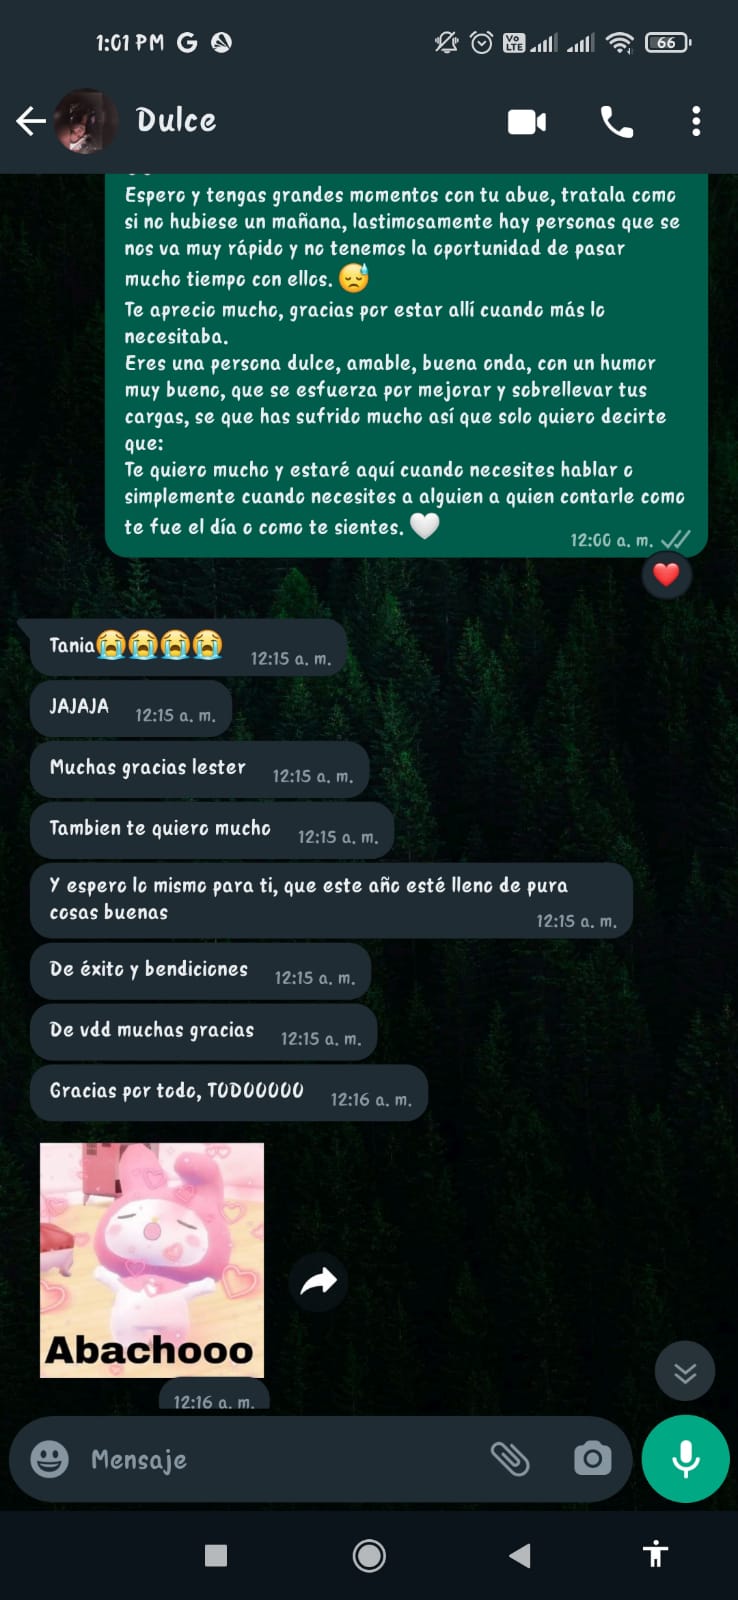 1:01 PM
VO LTE
66
Dulce
Espero y tengas grandes momentos con tu abue, tratala como
si no hubiese un mañana, lastimosamente hay personas que se
nos va muy rápido y no tenemos la oportunidad de pasar
mucho tiempo con ellos. 😓
Te aprecio mucho, gracias por estar allí cuando más lo
necesitaba.
Eres una persona dulce, amable, buena onda, con un humor
muy bueno, que se esfuerza por mejorar y sobrellevar tus
cargas, se que has sufrido mucho así que solo quiero decirte
que:
Te quiero mucho y estaré aquí cuando necesites hablar o
simplemente cuando necesites a alguien a quien contarle como
te fue el día o como te sientes. 🤍
12:00 a. m.
❤️
Tania😭😭😭😭 12:15 a. m.
JAJAJA 12:15 a. m.
Muchas gracias lester 12:15 a. m.
Tambien te quiero mucho 12:15 a. m.
Y espero lo mismo para ti, que este año esté lleno de pura
cosas buenas 12:15 a. m.
De éxito y bendiciones 12:15 a. m.
De vdd muchas gracias 12:15 a. m.
Gracias por todo, TODOOOOO 12:16 a. m.
Abachooo
12:16 a. m.
Mensaje